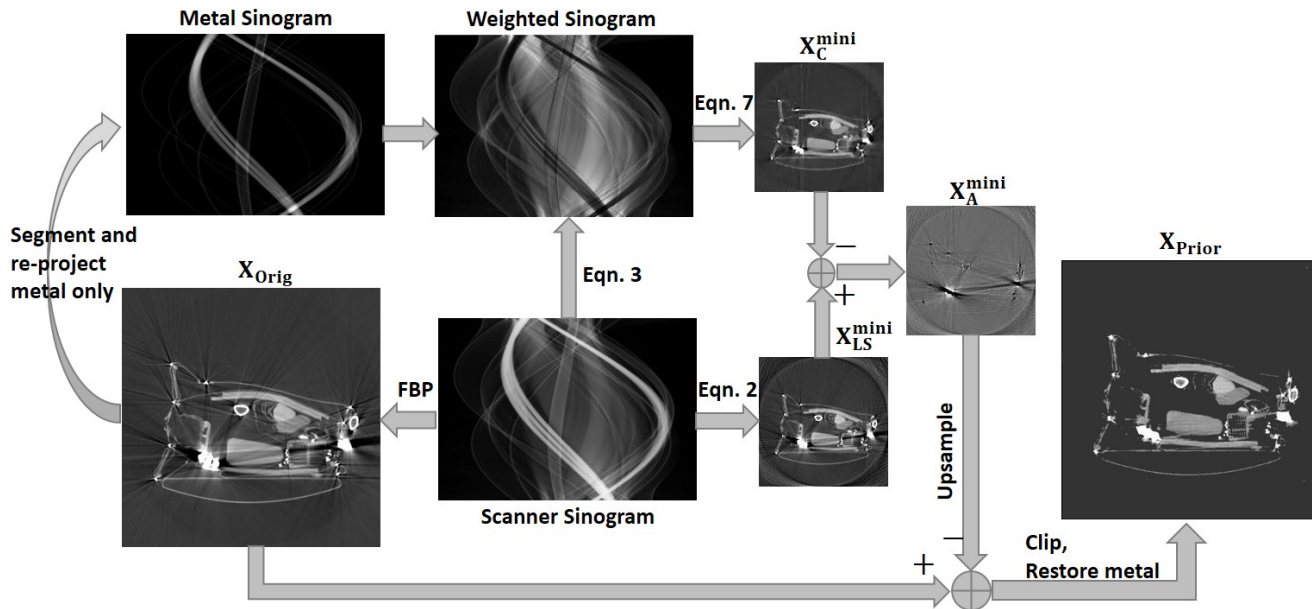 Metal Sinogram
Weighted Sinogram
X_C^mini
Eqn. 7
X_A^mini
−
+
X_Prior
Segment and
re-project
metal only
X_Orig
Eqn. 3
X_LS^mini
FBP
Eqn. 2
Upsample
Scanner Sinogram
−
+
Clip,
Restore metal